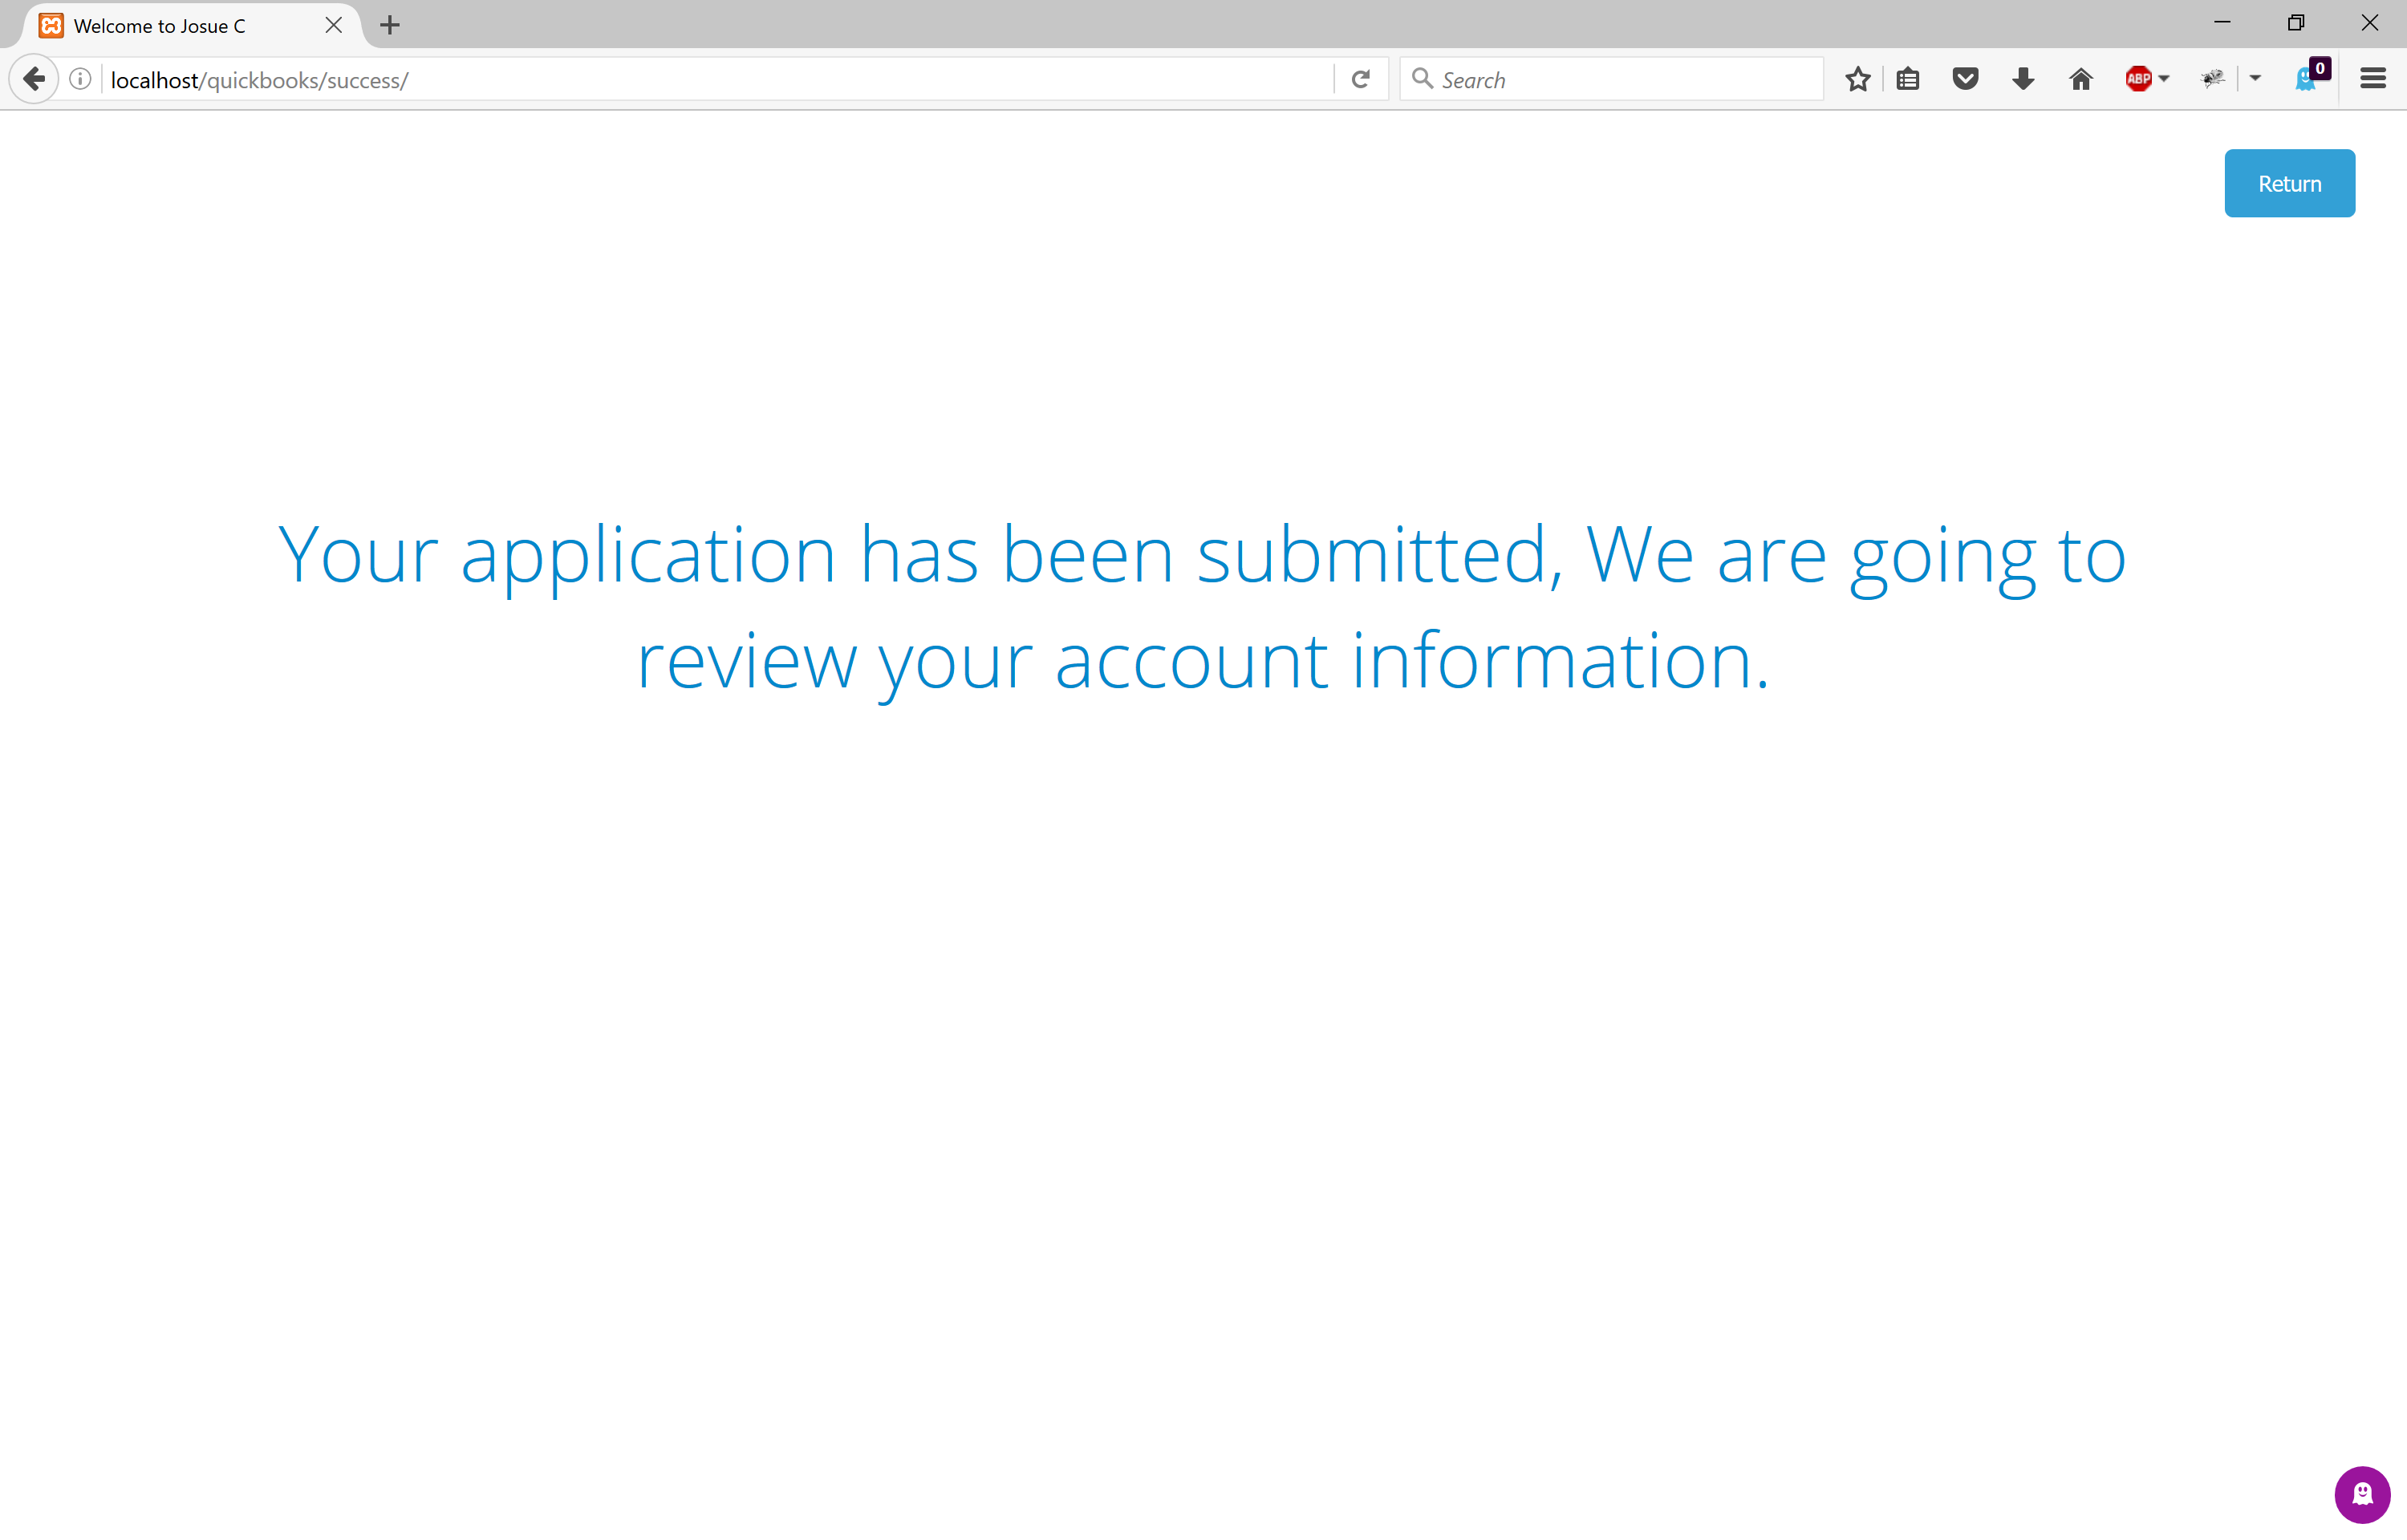 Welcome to Josue C
localhost/quickbooks/success/
Search
ABP
0
Return
Your application has been submitted, We are going to
review your account information.